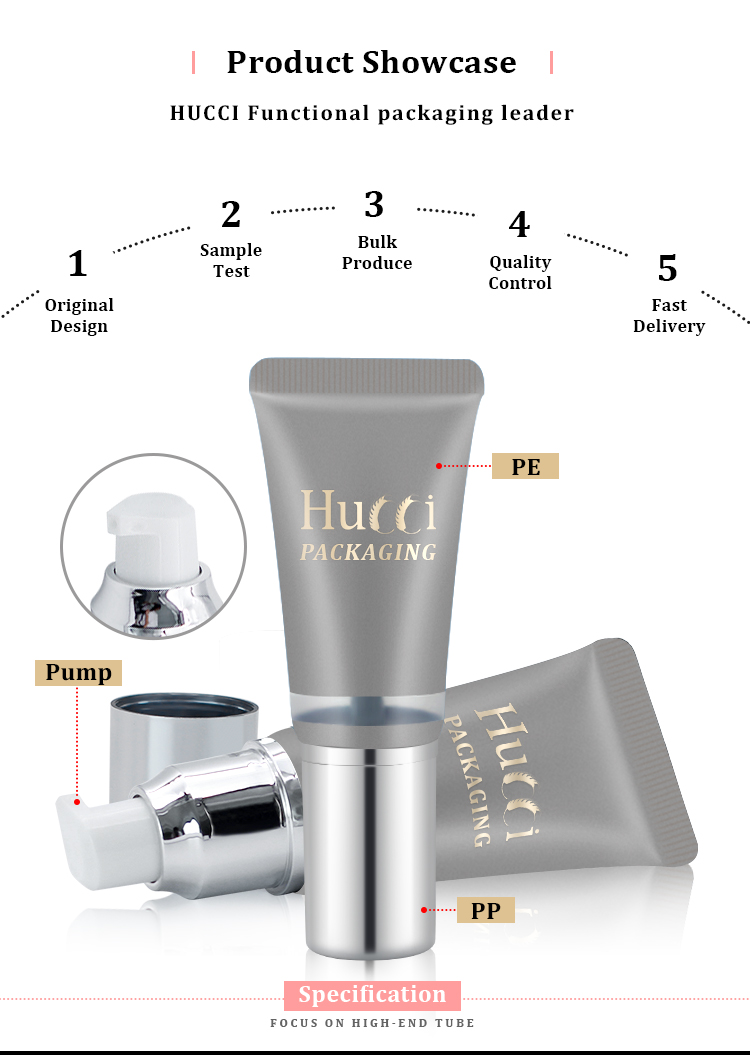 Product Showcase
HUCCI Functional packaging leader
1
Original
Design
2
Sample
Test
3
Bulk
Produce
4
Quality
Control
5
Fast
Delivery
PE
Hucci
PACKAGING
Pump
Hucci
PACKAGING
PP
Specification
FOCUS ON HIGH-END TUBE